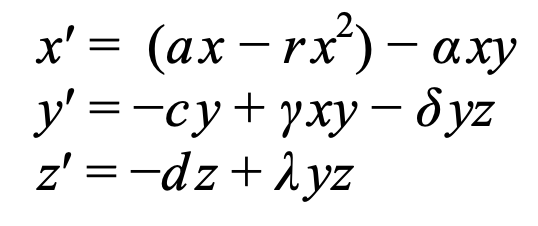 x′ = (ax − rx²) − αxy
y′ = −cy + γxy − δyz
z′ = −dz + λyz